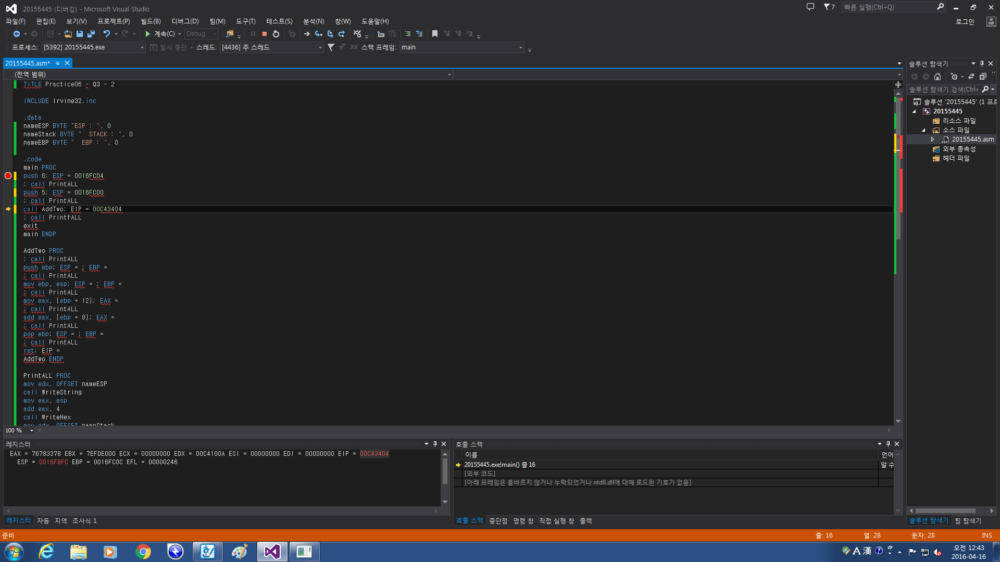 20155445 (디버깅) - Microsoft Visual Studio
7
빠른 실행(Ctrl+Q)
파일(F) 편집(E) 보기(V) 프로젝트(P) 빌드(B) 디버그(D) 팀(M) 도구(T) 테스트(S) 분석(N) 창(W) 도움말(H)
로그인
계속(C) Debug
프로세스: [5392] 20155445.exe 일시 중단 스레드: [4436] 주 스레드 스택 프레임: main
20155445.asm*
(전역 범위)
TITLE Practice06 - Q3 - 2
INCLUDE Irvine32.inc
.data
nameESP BYTE "ESP : ", 0
nameStack BYTE "  STACK : ", 0
nameEBP BYTE "  EBP : ", 0
.code
main PROC
push 6; ESP = 0016FC04
; call PrintALL
push 5; ESP = 0016FC00
; call PrintALL
call AddTwo; EIP = 00C43404
; call PrintfALL
exit
main ENDP
AddTwo PROC
; call PrintALL
push ebp; ESP = ; EBP =
; call PrintALL
mov ebp, esp; ESP = ; EBP =
; call PrintALL
mov eax, [ebp + 12]; EAX =
; call PrintALL
add eax, [ebp + 8]; EAX =
; call PrintALL
pop ebp; ESP = ; EBP =
; call PrintALL
ret; EIP =
AddTwo ENDP
PrintALL PROC
mov edx, OFFSET nameESP
call WriteString
mov eax, esp
add eax, 4
call WriteHex
mov edx, OFFSET nameStack
100 %
솔루션 탐색기
솔루션 탐색기 검색(Ctrl+
솔루션 '20155445' (1 프로
20155445
리소스 파일
소스 파일
20155445.asm
외부 종속성
헤더 파일
솔루션 탐색기 팀 탐색기
레지스터
EAX = 76783378 EBX = 7EFDE000 ECX = 00000000 EDX = 00C4100A ESI = 00000000 EDI = 00000000 EIP = 00C43404
ESP = 0016FBFC EBP = 0016FC0C EFL = 00000246
레지스터 자동 지역 조사식 1
호출 스택
이름 언어
20155445.exe!main() 줄 16 알 수
[외부 코드]
[아래 프레임은 올바르지 않거나 누락되었거나 ntdll.dll에 대해 로드된 기호가 없음]
호출 스택 중단점 명령 창 직접 실행 창 출력
준비 줄: 16 열: 28 문자: 28 INS
A 漢
오전 12:43
2016-04-16